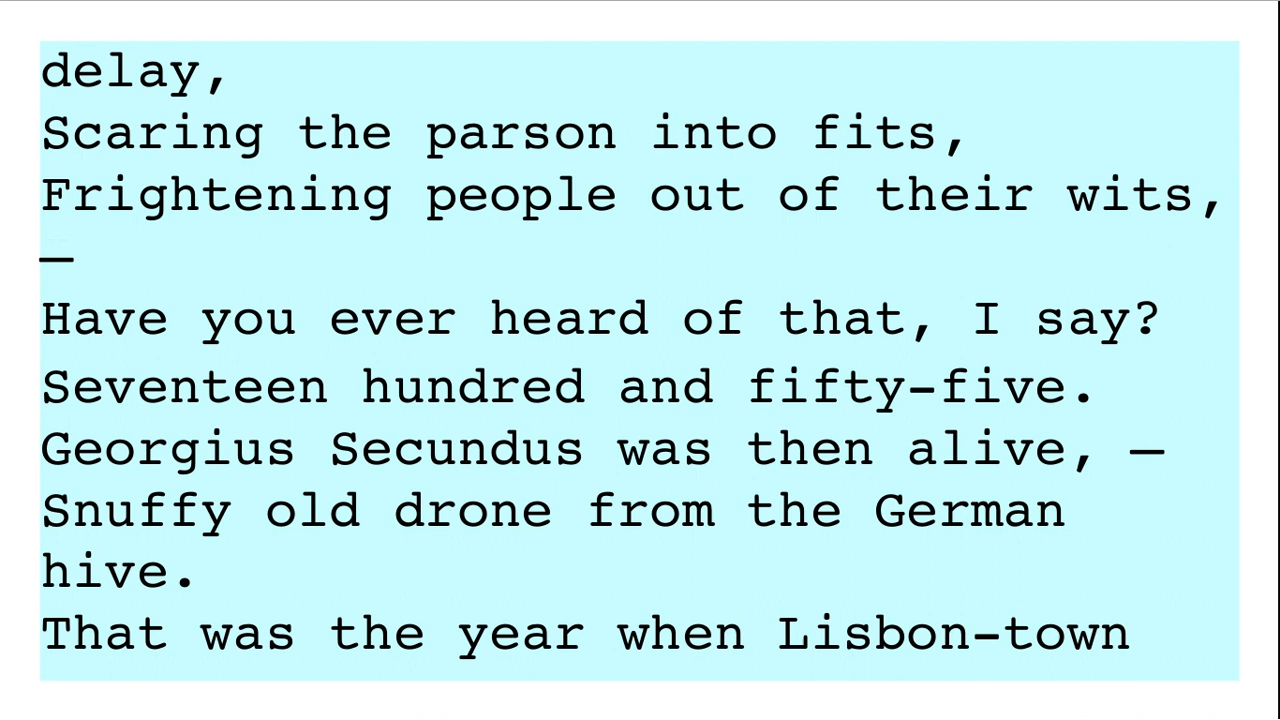 delay,
Scaring the parson into fits,
Frightening people out of their wits,
—
Have you ever heard of that, I say?
Seventeen hundred and fifty-five.
Georgius Secundus was then alive, —
Snuffy old drone from the German
hive.
That was the year when Lisbon-town